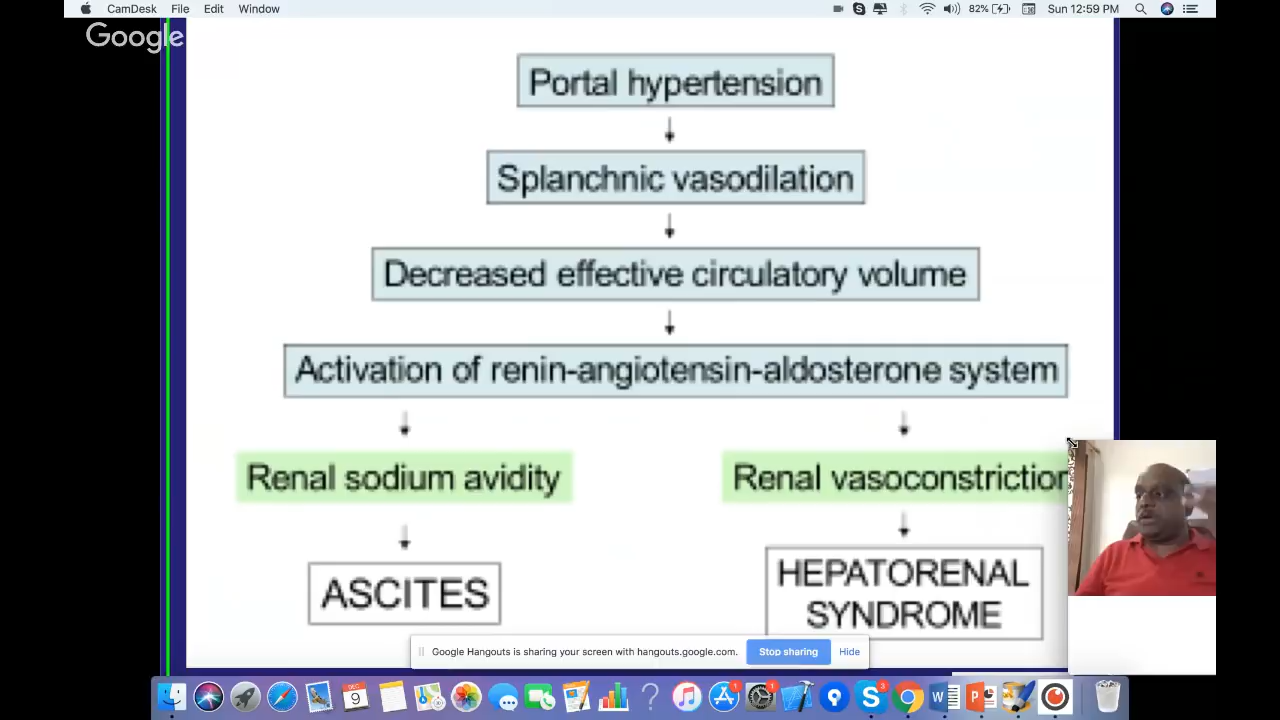 CamDesk File Edit Window 82% Sun 12:59 PM
Google
Portal hypertension
Splanchnic vasodilation
Decreased effective circulatory volume
Activation of renin-angiotensin-aldosterone system
Renal sodium avidity Renal vasoconstriction
ASCITES
HEPATORENAL
SYNDROME
Google Hangouts is sharing your screen with hangouts.google.com. Stop sharing Hide